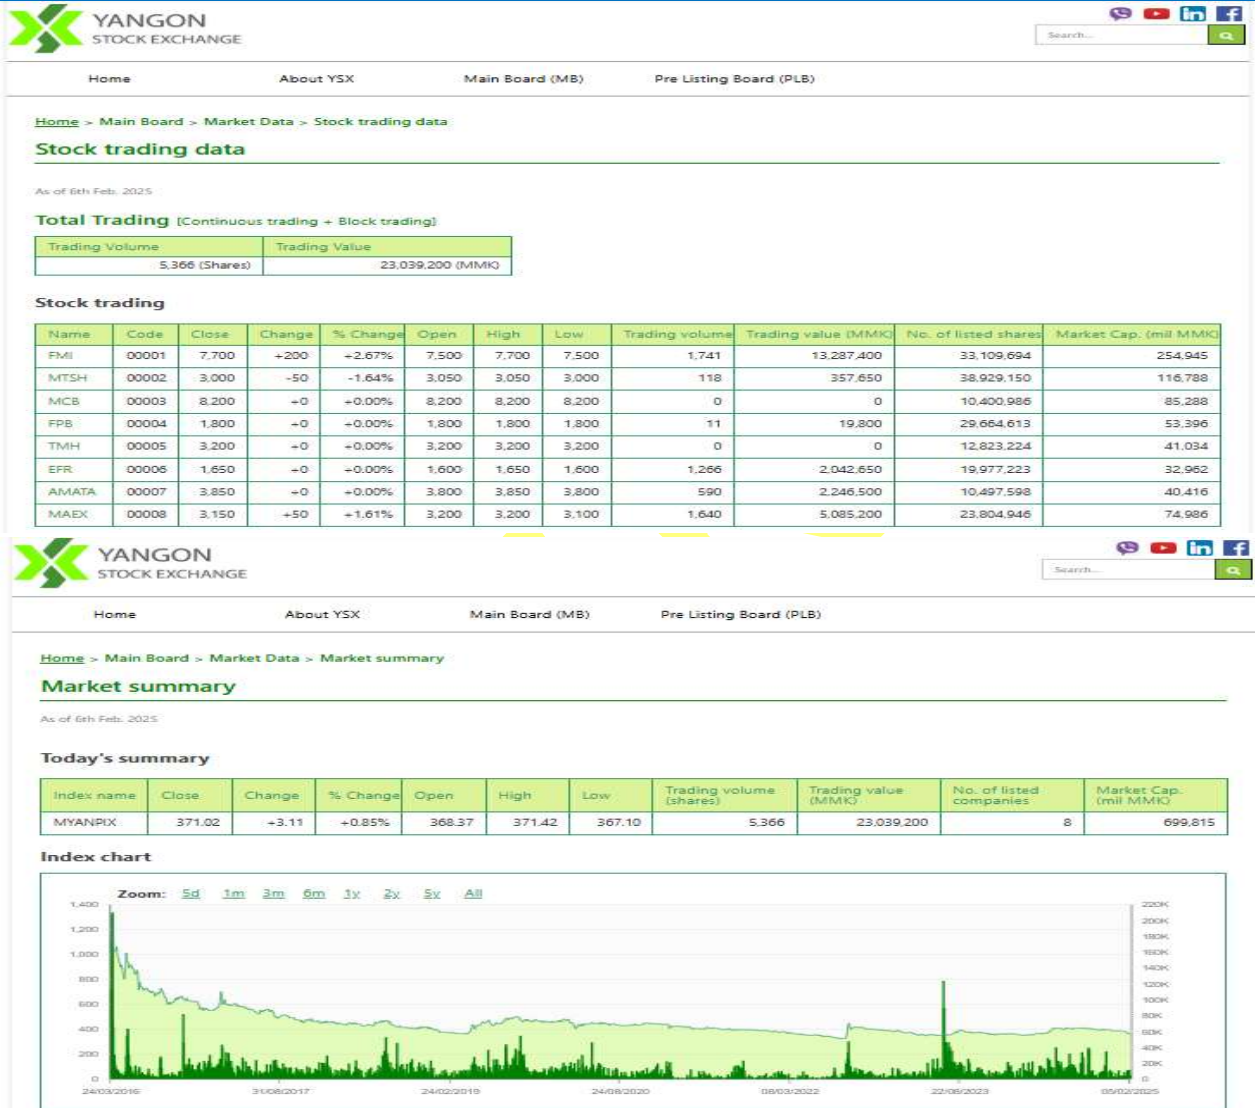 YANGON
STOCK EXCHANGE
Search...
Home About YSX Main Board (MB) Pre Listing Board (PLB)
Home > Main Board > Market Data > Stock trading data
Stock trading data
As of 6th Feb. 2025
Total Trading [Continuous trading + Block trading]
Trading Volume Trading Value
5,366 (Shares) 23,039,200 (MMK)
Stock trading
Name Code Close Change % Change Open High Low Trading volume Trading value (MMK) No. of listed shares Market Cap. (mil MMK)
FMI 00001 7,700 +200 +2.67% 7,500 7,700 7,500 1,741 13,287,400 33,109,694 254,945
MTSH 00002 3,000 -50 -1.64% 3,050 3,050 3,000 118 357,650 38,929,150 116,788
MCB 00003 8,200 +0 +0.00% 8,200 8,200 8,200 0 0 10,400,986 85,288
FPB 00004 1,800 +0 +0.00% 1,800 1,800 1,800 11 19,800 29,664,613 53,396
TMH 00005 3,200 +0 +0.00% 3,200 3,200 3,200 0 0 12,823,224 41,034
EFR 00006 1,650 +0 +0.00% 1,600 1,650 1,600 1,266 2,042,650 19,977,223 32,962
AMATA 00007 3,850 +0 +0.00% 3,800 3,850 3,800 590 2,246,500 10,497,598 40,416
MAEX 00008 3,150 +50 +1.61% 3,200 3,200 3,100 1,640 5,085,200 23,804,946 74,986
YANGON
STOCK EXCHANGE
Search...
Home About YSX Main Board (MB) Pre Listing Board (PLB)
Home > Main Board > Market Data > Market summary
Market summary
As of 6th Feb. 2025
Today's summary
Index name Close Change % Change Open High Low Trading volume (shares) Trading value (MMK) No. of listed companies Market Cap. (mil MMK)
MYANPIX 371.02 +3.11 +0.85% 368.37 371.42 367.10 5,366 23,039,200 8 699,815
Index chart
Zoom: 5d 1m 3m 6m 1y 2y 5y All
1,400 220K
200K
1,200 180K
1,000 160K
140K
800 120K
600 100K
80K
400 60K
40K
200 20K
0 0
24/03/2016 31/08/2017 24/02/2019 24/08/2020 08/03/2022 22/08/2023 05/02/2025